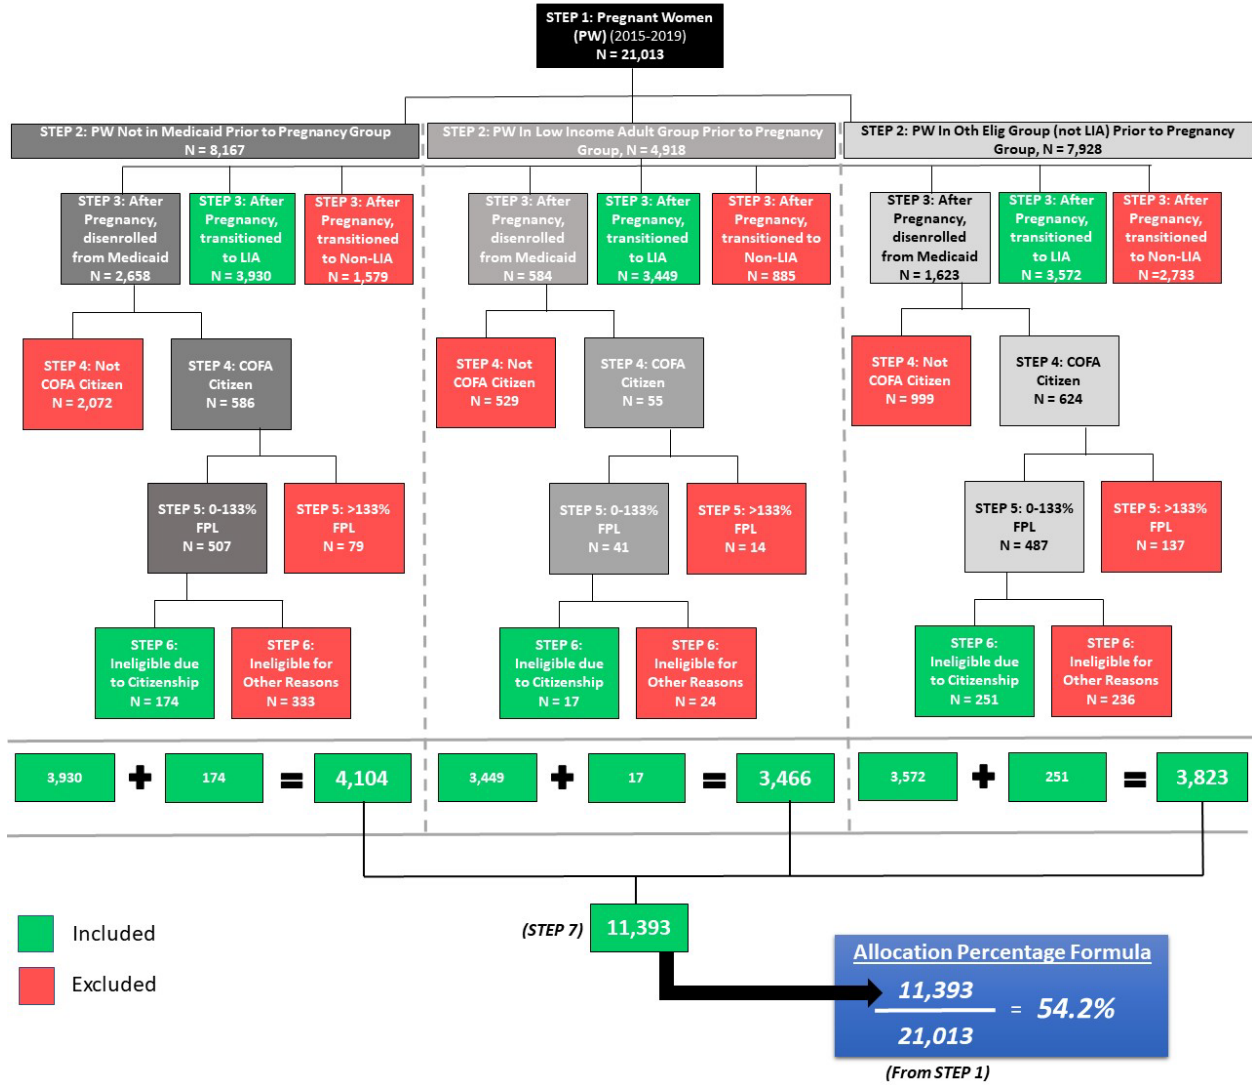 STEP 1: Pregnant Women
(PW) (2015-2019)
N = 21,013
STEP 2: PW Not in Medicaid Prior to Pregnancy Group
N = 8,167
STEP 2: PW In Low Income Adult Group Prior to Pregnancy
Group, N = 4,918
STEP 2: PW In Oth Elig Group (not LIA) Prior to Pregnancy
Group, N = 7,928
STEP 3: After
Pregnancy,
disenrolled
from Medicaid
N = 2,658
STEP 3: After
Pregnancy,
transitioned
to LIA
N = 3,930
STEP 3: After
Pregnancy,
transitioned
to Non-LIA
N = 1,579
STEP 3: After
Pregnancy,
disenrolled
from Medicaid
N = 584
STEP 3: After
Pregnancy,
transitioned
to LIA
N = 3,449
STEP 3: After
Pregnancy,
transitioned to
Non-LIA
N = 885
STEP 3: After
Pregnancy,
disenrolled
from Medicaid
N = 1,623
STEP 3: After
Pregnancy,
transitioned
to LIA
N = 3,572
STEP 3: After
Pregnancy,
transitioned
to Non-LIA
N =2,733
STEP 4: Not
COFA Citizen
N = 2,072
STEP 4: COFA
Citizen
N = 586
STEP 4: Not
COFA Citizen
N = 529
STEP 4: COFA
Citizen
N = 55
STEP 4: Not
COFA Citizen
N = 999
STEP 4: COFA
Citizen
N = 624
STEP 5: 0-133%
FPL
N = 507
STEP 5: >133%
FPL
N = 79
STEP 5: 0-133%
FPL
N = 41
STEP 5: >133%
FPL
N = 14
STEP 5: 0-133%
FPL
N = 487
STEP 5: >133%
FPL
N = 137
STEP 6:
Ineligible due
to Citizenship
N = 174
STEP 6:
Ineligible for
Other Reasons
N = 333
STEP 6:
Ineligible due
to Citizenship
N = 17
STEP 6:
Ineligible for
Other Reasons
N = 24
STEP 6:
Ineligible due
to Citizenship
N = 251
STEP 6:
Ineligible for
Other Reasons
N = 236
3,930 + 174 = 4,104
3,449 + 17 = 3,466
3,572 + 251 = 3,823
(STEP 7) 11,393
Included
Excluded
Allocation Percentage Formula
11,393
= 54.2%
21,013
(From STEP 1)